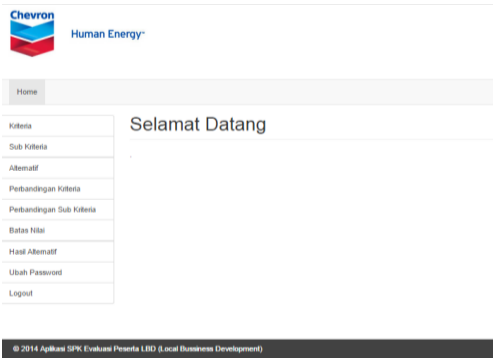 Chevron
Human Energy
Home
Kriteria
Selamat Datang
Sub Kriteria
Alternatif
Perbandingan Kriteria
Perbandingan Sub Kriteria
Batas Nilai
Hasil Alternatif
Ubah Password
Logout
© 2014 Aplikasi SPK Evaluasi Peserta LBD (Local Bussiness Development)